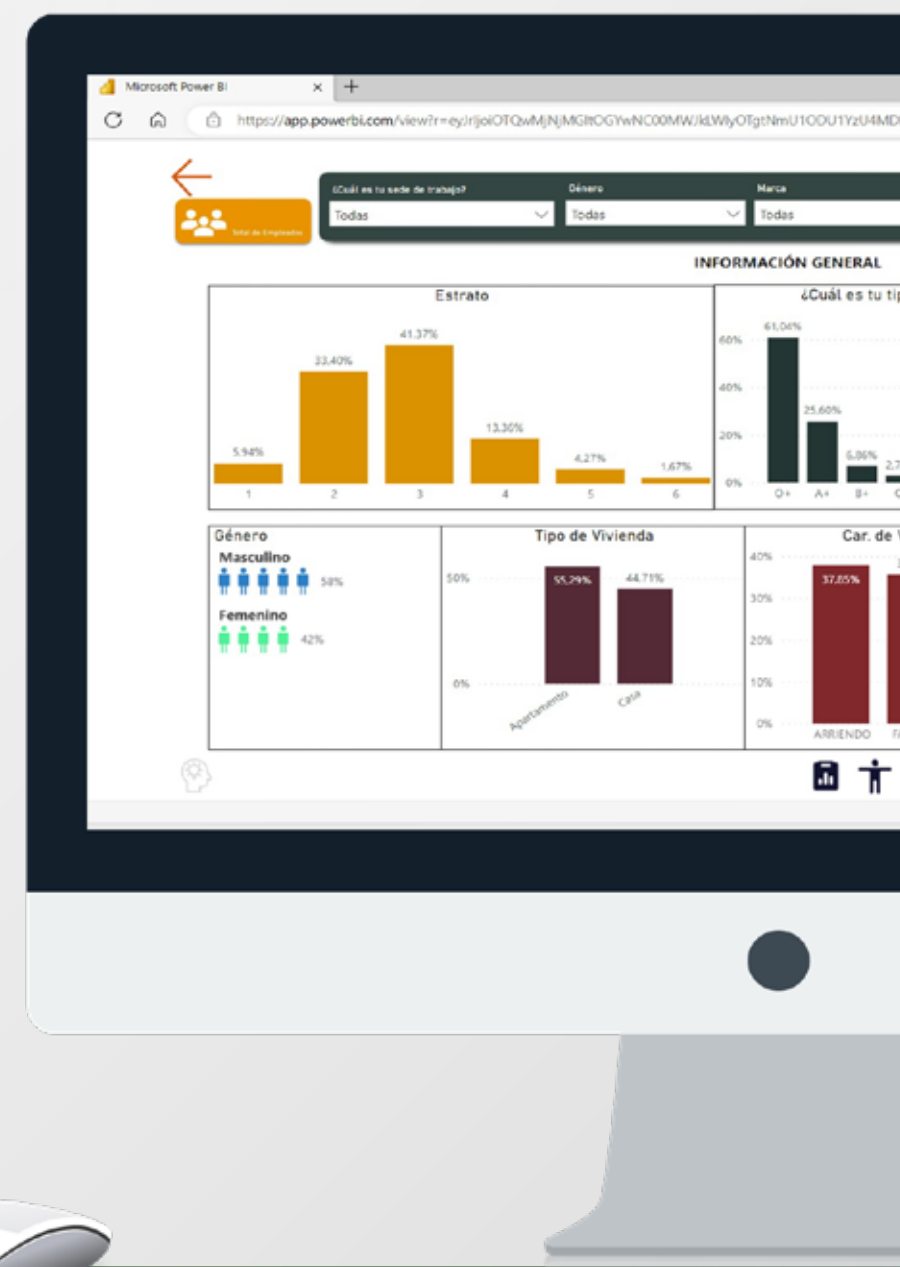 Microsoft Power BI
https://app.powerbi.com/view?r=
¿Cuál es tu sede de trabajo?
Género
Marca
Todas
Todas
Todas
Total de Empleados
INFORMACIÓN GENERAL
Estrato
5.94%
33.40%
41.37%
13.30%
4,27%
1,67%
1
2
3
4
5
6
¿Cuál es tu
60%
40%
20%
0%
61,04%
25.60%
6,86%
O+
A+
B+
Género
Masculino
58%
Femenino
42%
Tipo de Vivienda
50%
0%
55,29%
44,71%
Apartamento
Casa
Car. de
40%
30%
20%
10%
0%
37,85%
ARRIENDO